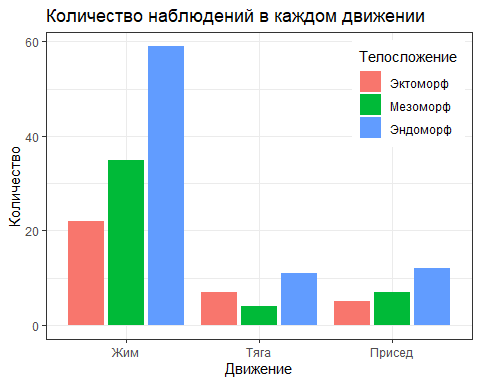 Количество наблюдений в каждом движении
Количество
60
40
20
0
Телосложение
Эктоморф
Мезоморф
Эндоморф
Жим
Тяга
Присед
Движение